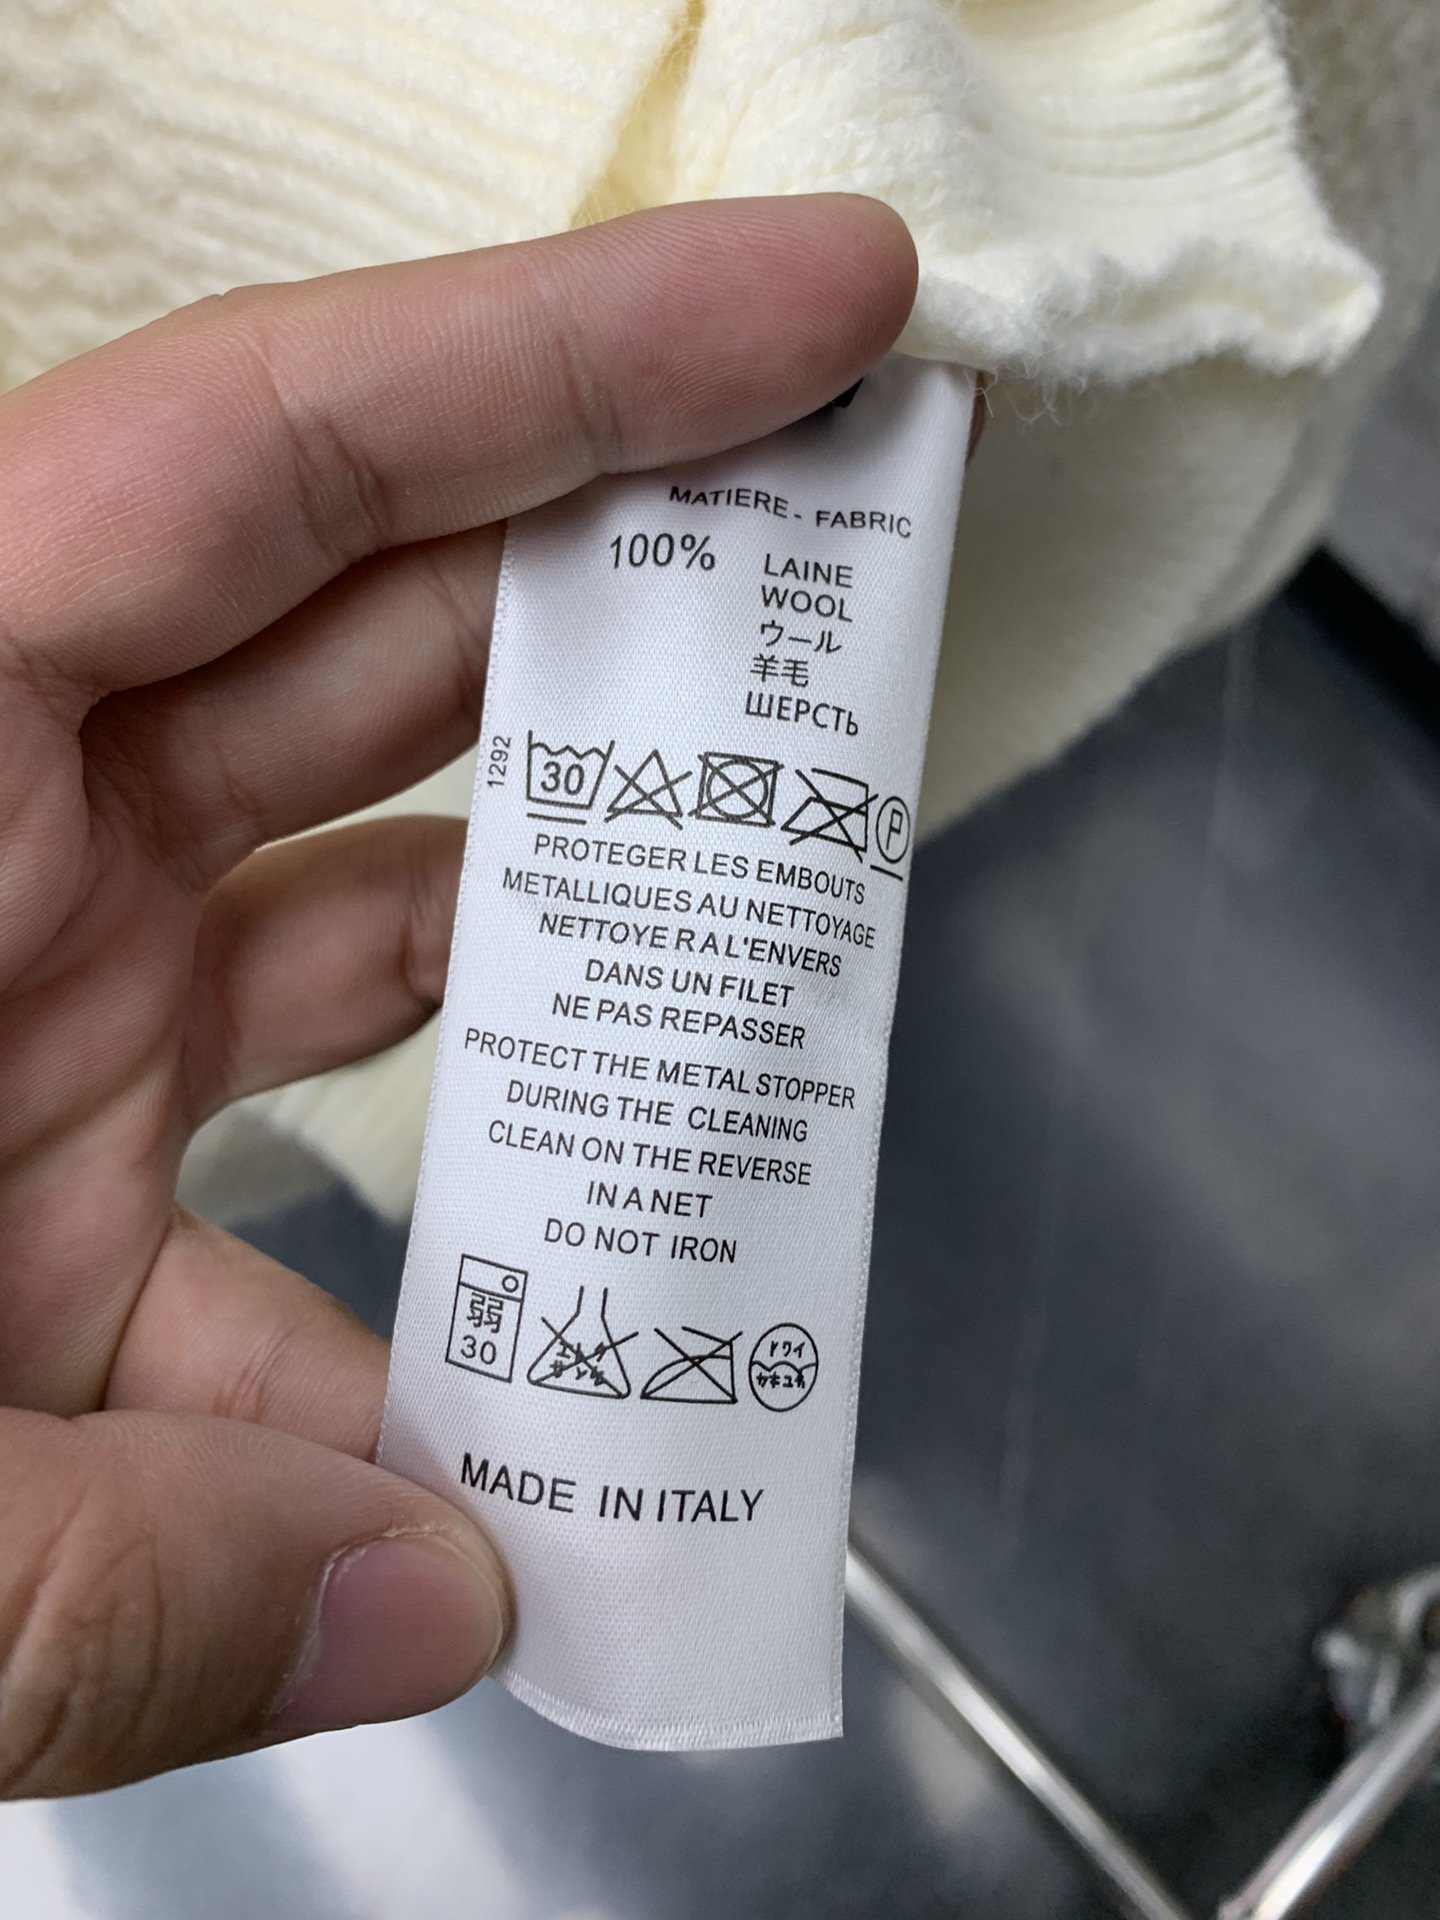 MATIERE - FABRIC
100% LAINE
WOOL
ウール
羊毛
ШЕРСТЬ
1292
30
P
PROTEGER LES EMBOUTS
METALLIQUES AU NETTOYAGE
NETTOYER A L'ENVERS
DANS UN FILET
NE PAS REPASSER
PROTECT THE METAL STOPPER
DURING THE CLEANING
CLEAN ON THE REVERSE
IN A NET
DO NOT IRON
弱
30
MADE IN ITALY